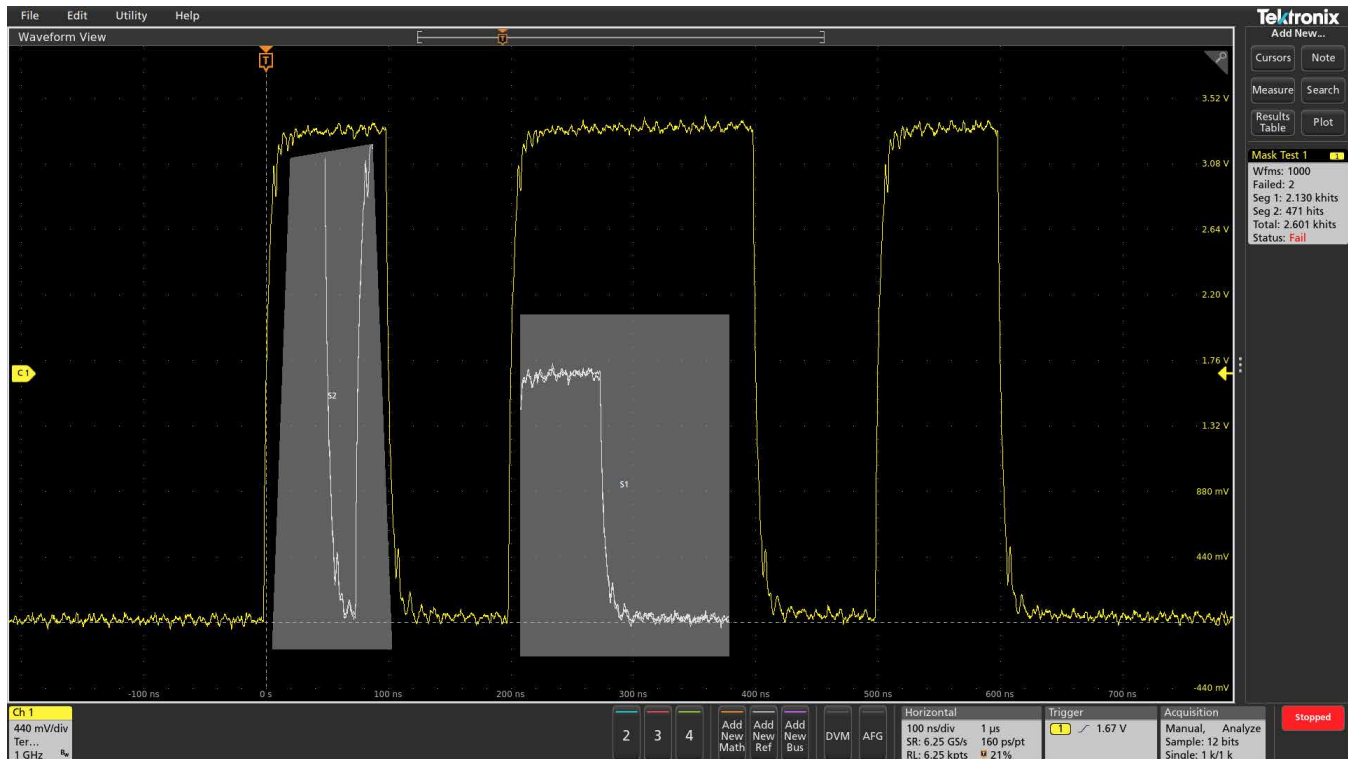 File Edit Utility Help
Tektronix
Waveform View
Add New...
T
T
Cursors Note
Measure Search
Results Table Plot
3.52 V
3.08 V
2.64 V
2.20 V
1.76 V
1.32 V
880 mV
440 mV
-440 mV
C1
S2
S1
Mask Test 1 1
Wfms: 1000
Failed: 2
Seg 1: 2.130 khits
Seg 2: 471 hits
Total: 2.601 khits
Status: Fail
-100 ns 0 s 100 ns 200 ns 300 ns 400 ns 500 ns 600 ns 700 ns
Ch 1
440 mV/div
Ter...
1 GHz Bw
2 3 4
Add New Math
Add New Ref
Add New Bus
DVM AFG
Horizontal
100 ns/div 1 µs
SR: 6.25 GS/s 160 ps/pt
RL: 6.25 kpts T 21%
Trigger
1 1.67 V
Acquisition
Manual, Analyze
Sample: 12 bits
Single: 1 k/1 k
Stopped